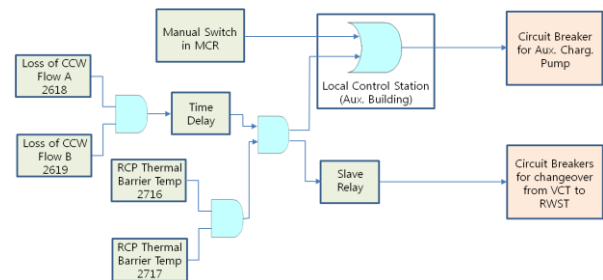 Manual Switch
in MCR
Circuit Breaker
for Aux. Charg.
Pump
Loss of CCW
Flow A
2618
Local Control Station
(Aux. Building)
Time
Delay
Loss of CCW
Flow B
2619
RCP Thermal
Barrier Temp
2716
Slave
Relay
Circuit Breakers
for changeover
from VCT to
RWST
RCP Thermal
Barrier Temp
2717